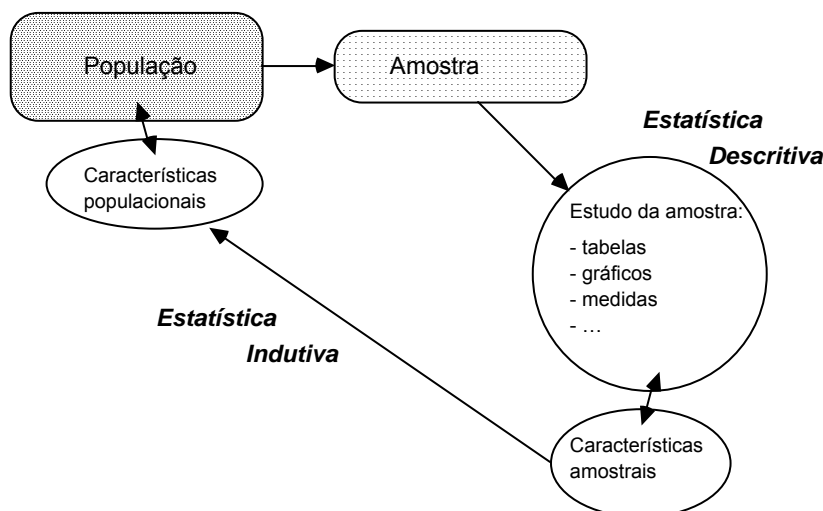 População
Amostra
Estatística
Descritiva
Características
populacionais
Estudo da amostra:
- tabelas
- gráficos
- medidas
- …
Estatística
Indutiva
Características
amostrais